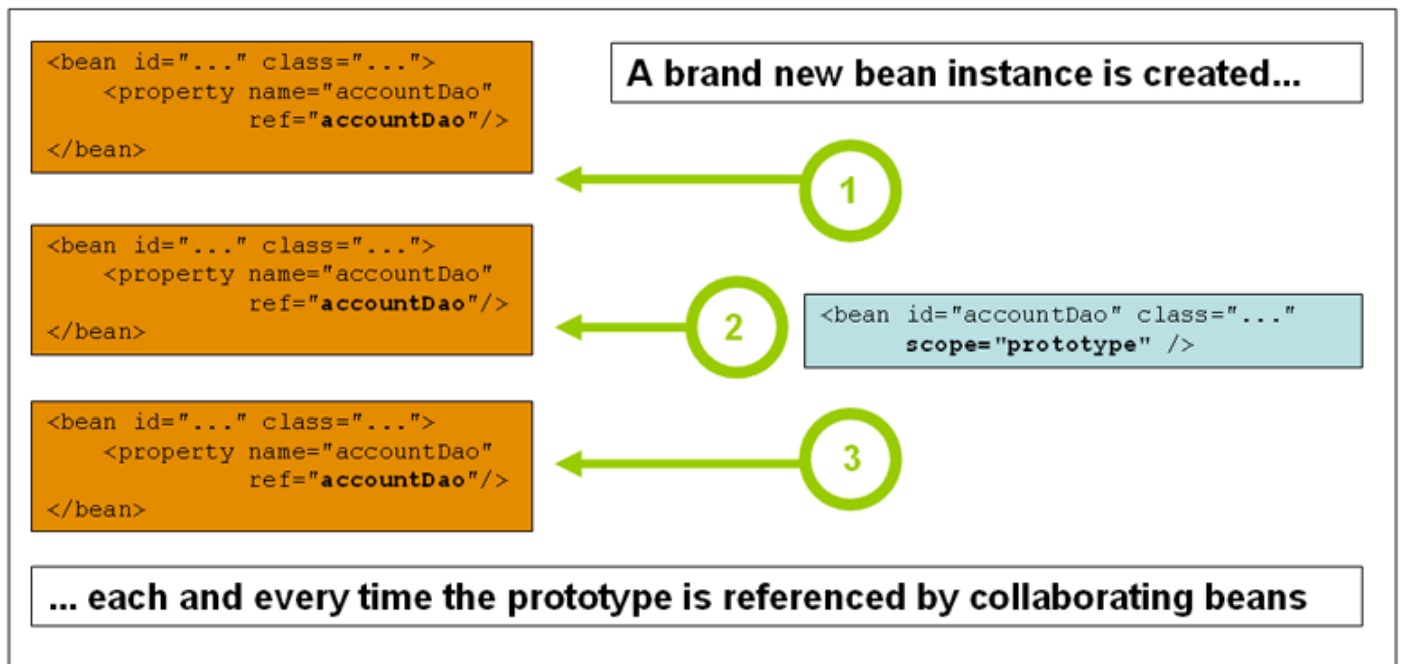 <bean id="..." class="...">
    <property name="accountDao"
              ref="accountDao"/>
</bean>
A brand new bean instance is created...
1
<bean id="..." class="...">
    <property name="accountDao"
              ref="accountDao"/>
</bean>
2
<bean id="accountDao" class="..."
      scope="prototype" />
<bean id="..." class="...">
    <property name="accountDao"
              ref="accountDao"/>
</bean>
3
... each and every time the prototype is referenced by collaborating beans